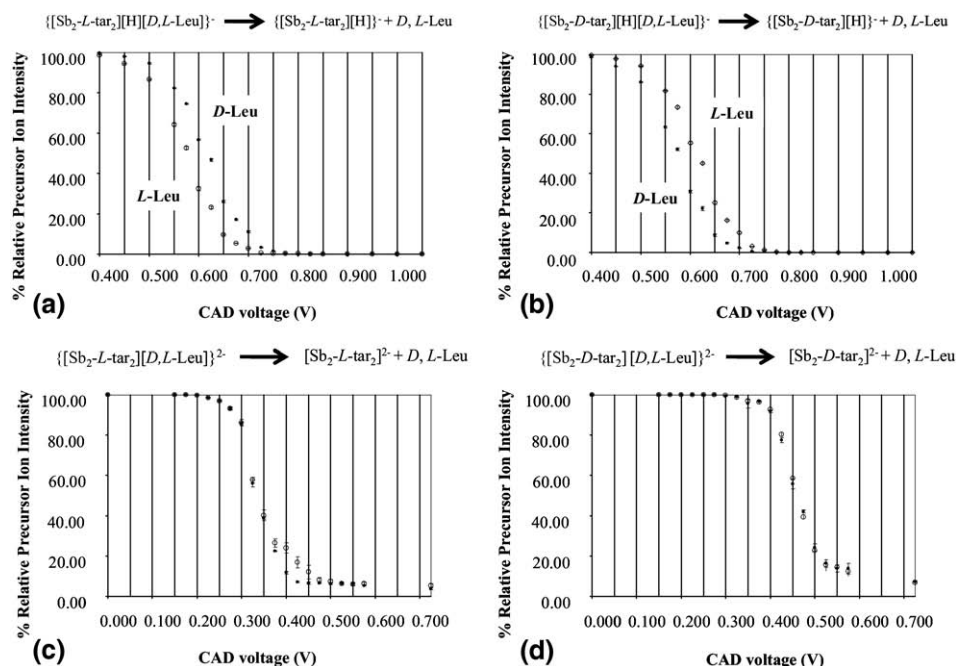 {[Sb2-L-tar2][H][D,L-Leu]}- → {[Sb2-L-tar2][H]}- + D, L-Leu
% Relative Precursor Ion Intensity
100.00
80.00
60.00
40.00
20.00
0.00
D-Leu
L-Leu
0.400 0.500 0.600 0.700 0.800 0.900 1.000
(a)
CAD voltage (V)
{[Sb2-D-tar2][H][D,L-Leu]}- → {[Sb2-D-tar2][H]}- + D, L-Leu
% Relative Precursor Ion Intensity
100.00
80.00
60.00
40.00
20.00
0.00
L-Leu
D-Leu
0.400 0.500 0.600 0.700 0.800 0.900 1.000
(b)
CAD voltage (V)
{[Sb2-L-tar2][D,L-Leu]}2- → [Sb2-L-tar2]2- + D, L-Leu
% Relative Precursor Ion Intensity
100.00
80.00
60.00
40.00
20.00
0.00
0.000 0.100 0.200 0.300 0.400 0.500 0.600 0.700
(c)
CAD voltage (V)
{[Sb2-D-tar2][D,L-Leu]}2- → [Sb2-D-tar2]2- + D, L-Leu
% Relative Precursor Ion Intensity
100.00
80.00
60.00
40.00
20.00
0.00
0.000 0.100 0.200 0.300 0.400 0.500 0.600 0.700
(d)
CAD voltage (V)